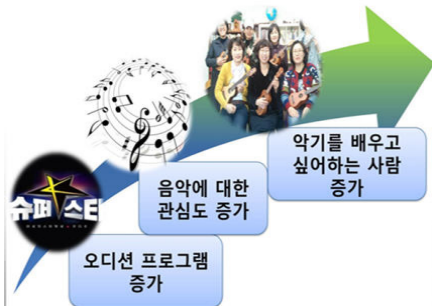 슈퍼스타
오디션 프로그램
증가
음악에 대한
관심도 증가
악기를 배우고
싶어하는 사람
증가